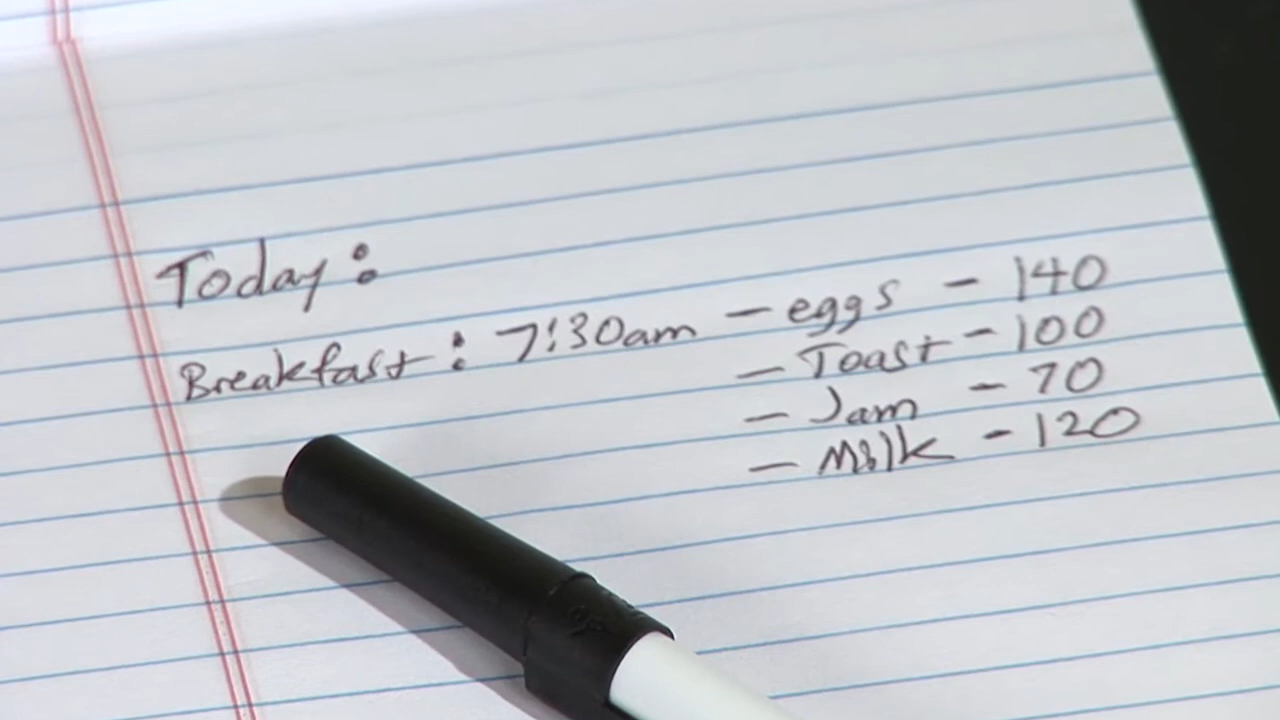 Today:
Breakfast: 7:30am - eggs - 140
- Toast - 100
- Jam - 70
- Milk - 120